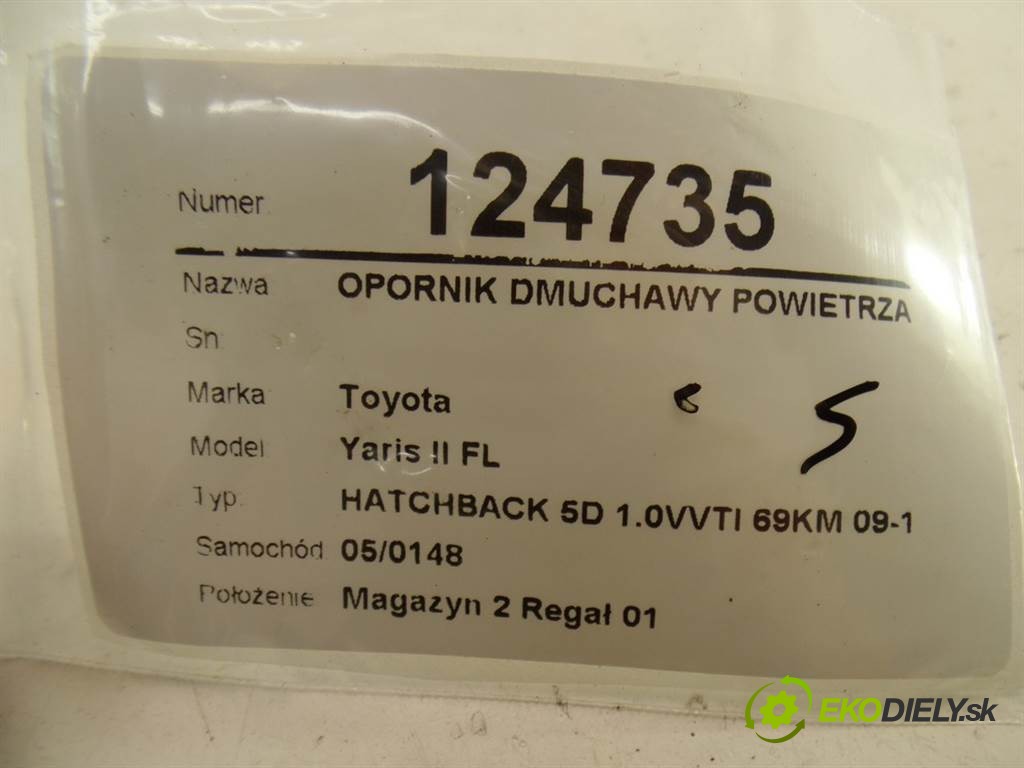 Numer 124735
Nazwa OPORNIK DMUCHAWY POWIETRZA
Sn
Marka Toyota S
Model Yaris II FL
Typ HATCHBACK 5D 1.0VVTI 69KM 09-1
Samochód 05/0148
Położenie Magazyn 2 Regał 01
EKODIELY.sk